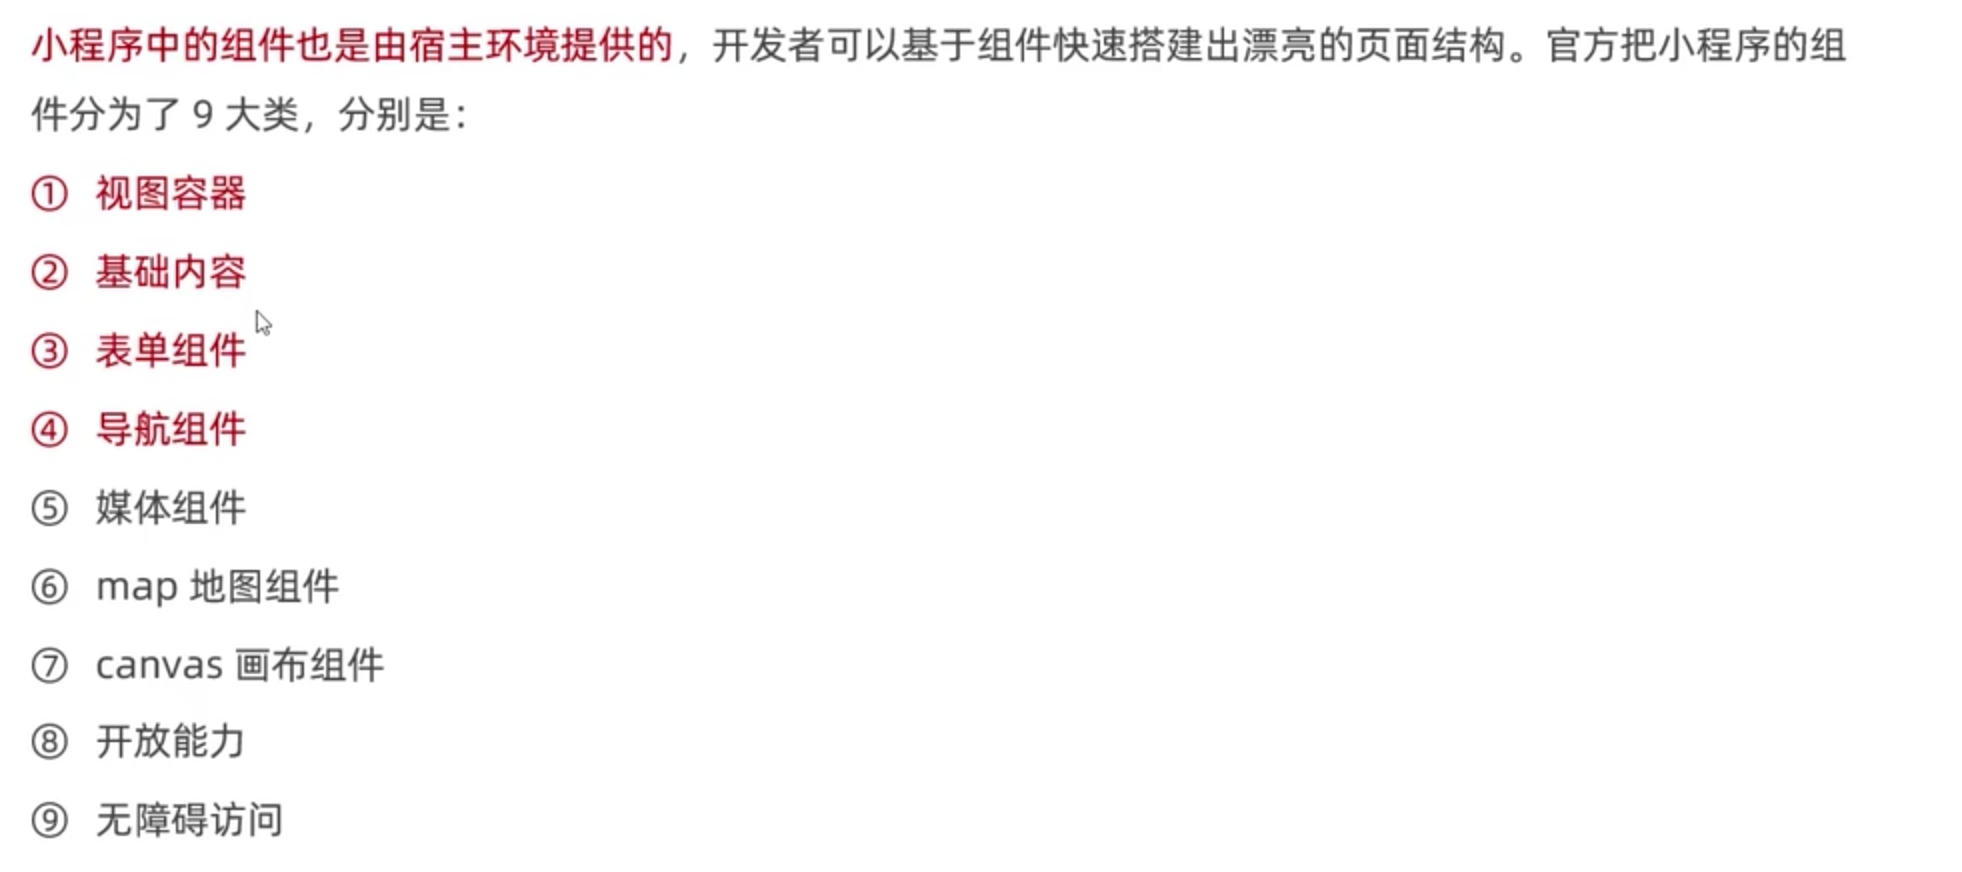 小程序中的组件也是由宿主环境提供的，开发者可以基于组件快速搭建出漂亮的页面结构。官方把小程序的组
件分为了 9 大类，分别是：
① 视图容器
② 基础内容
③ 表单组件
④ 导航组件
⑤ 媒体组件
⑥ map 地图组件
⑦ canvas 画布组件
⑧ 开放能力
⑨ 无障碍访问